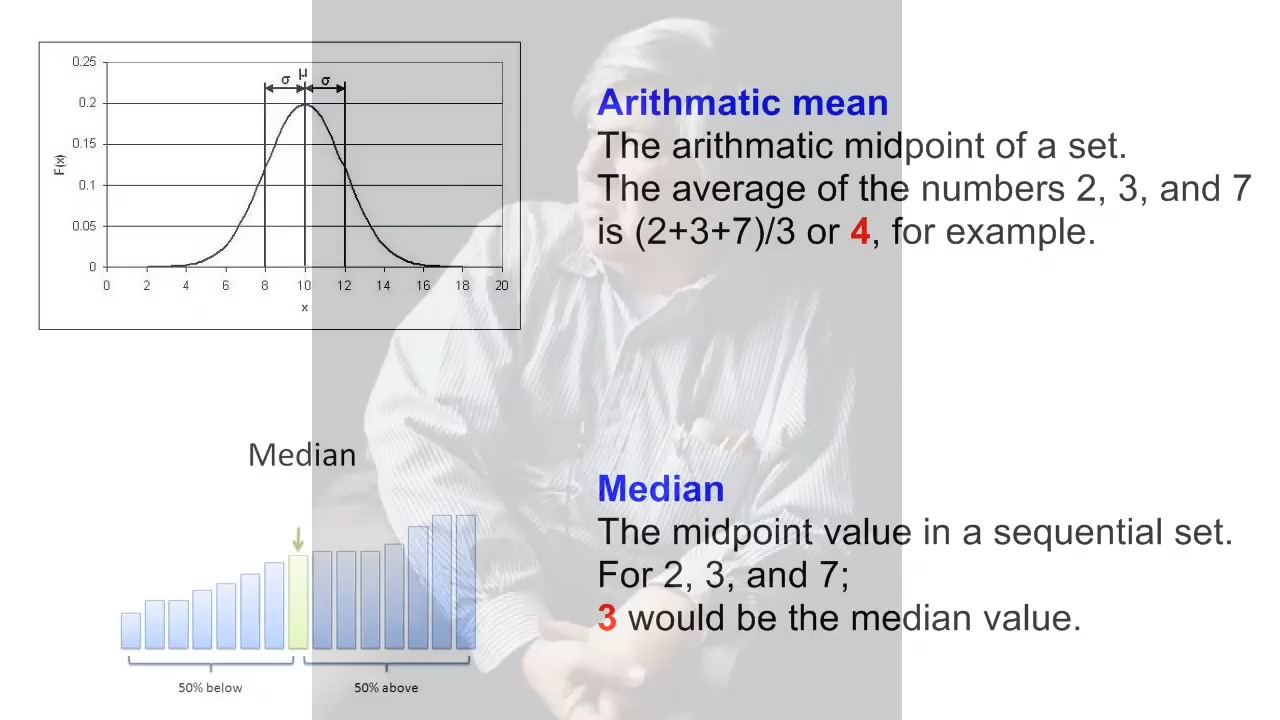 0.25
0.2
0.15
0.1
0.05
0
F(x)
σ μ σ
0 2 4 6 8 10 12 14 16 18 20
x
Arithmatic mean
The arithmatic midpoint of a set.
The average of the numbers 2, 3, and 7
is (2+3+7)/3 or 4, for example.
Median
50% below 50% above
Median
The midpoint value in a sequential set.
For 2, 3, and 7;
3 would be the median value.